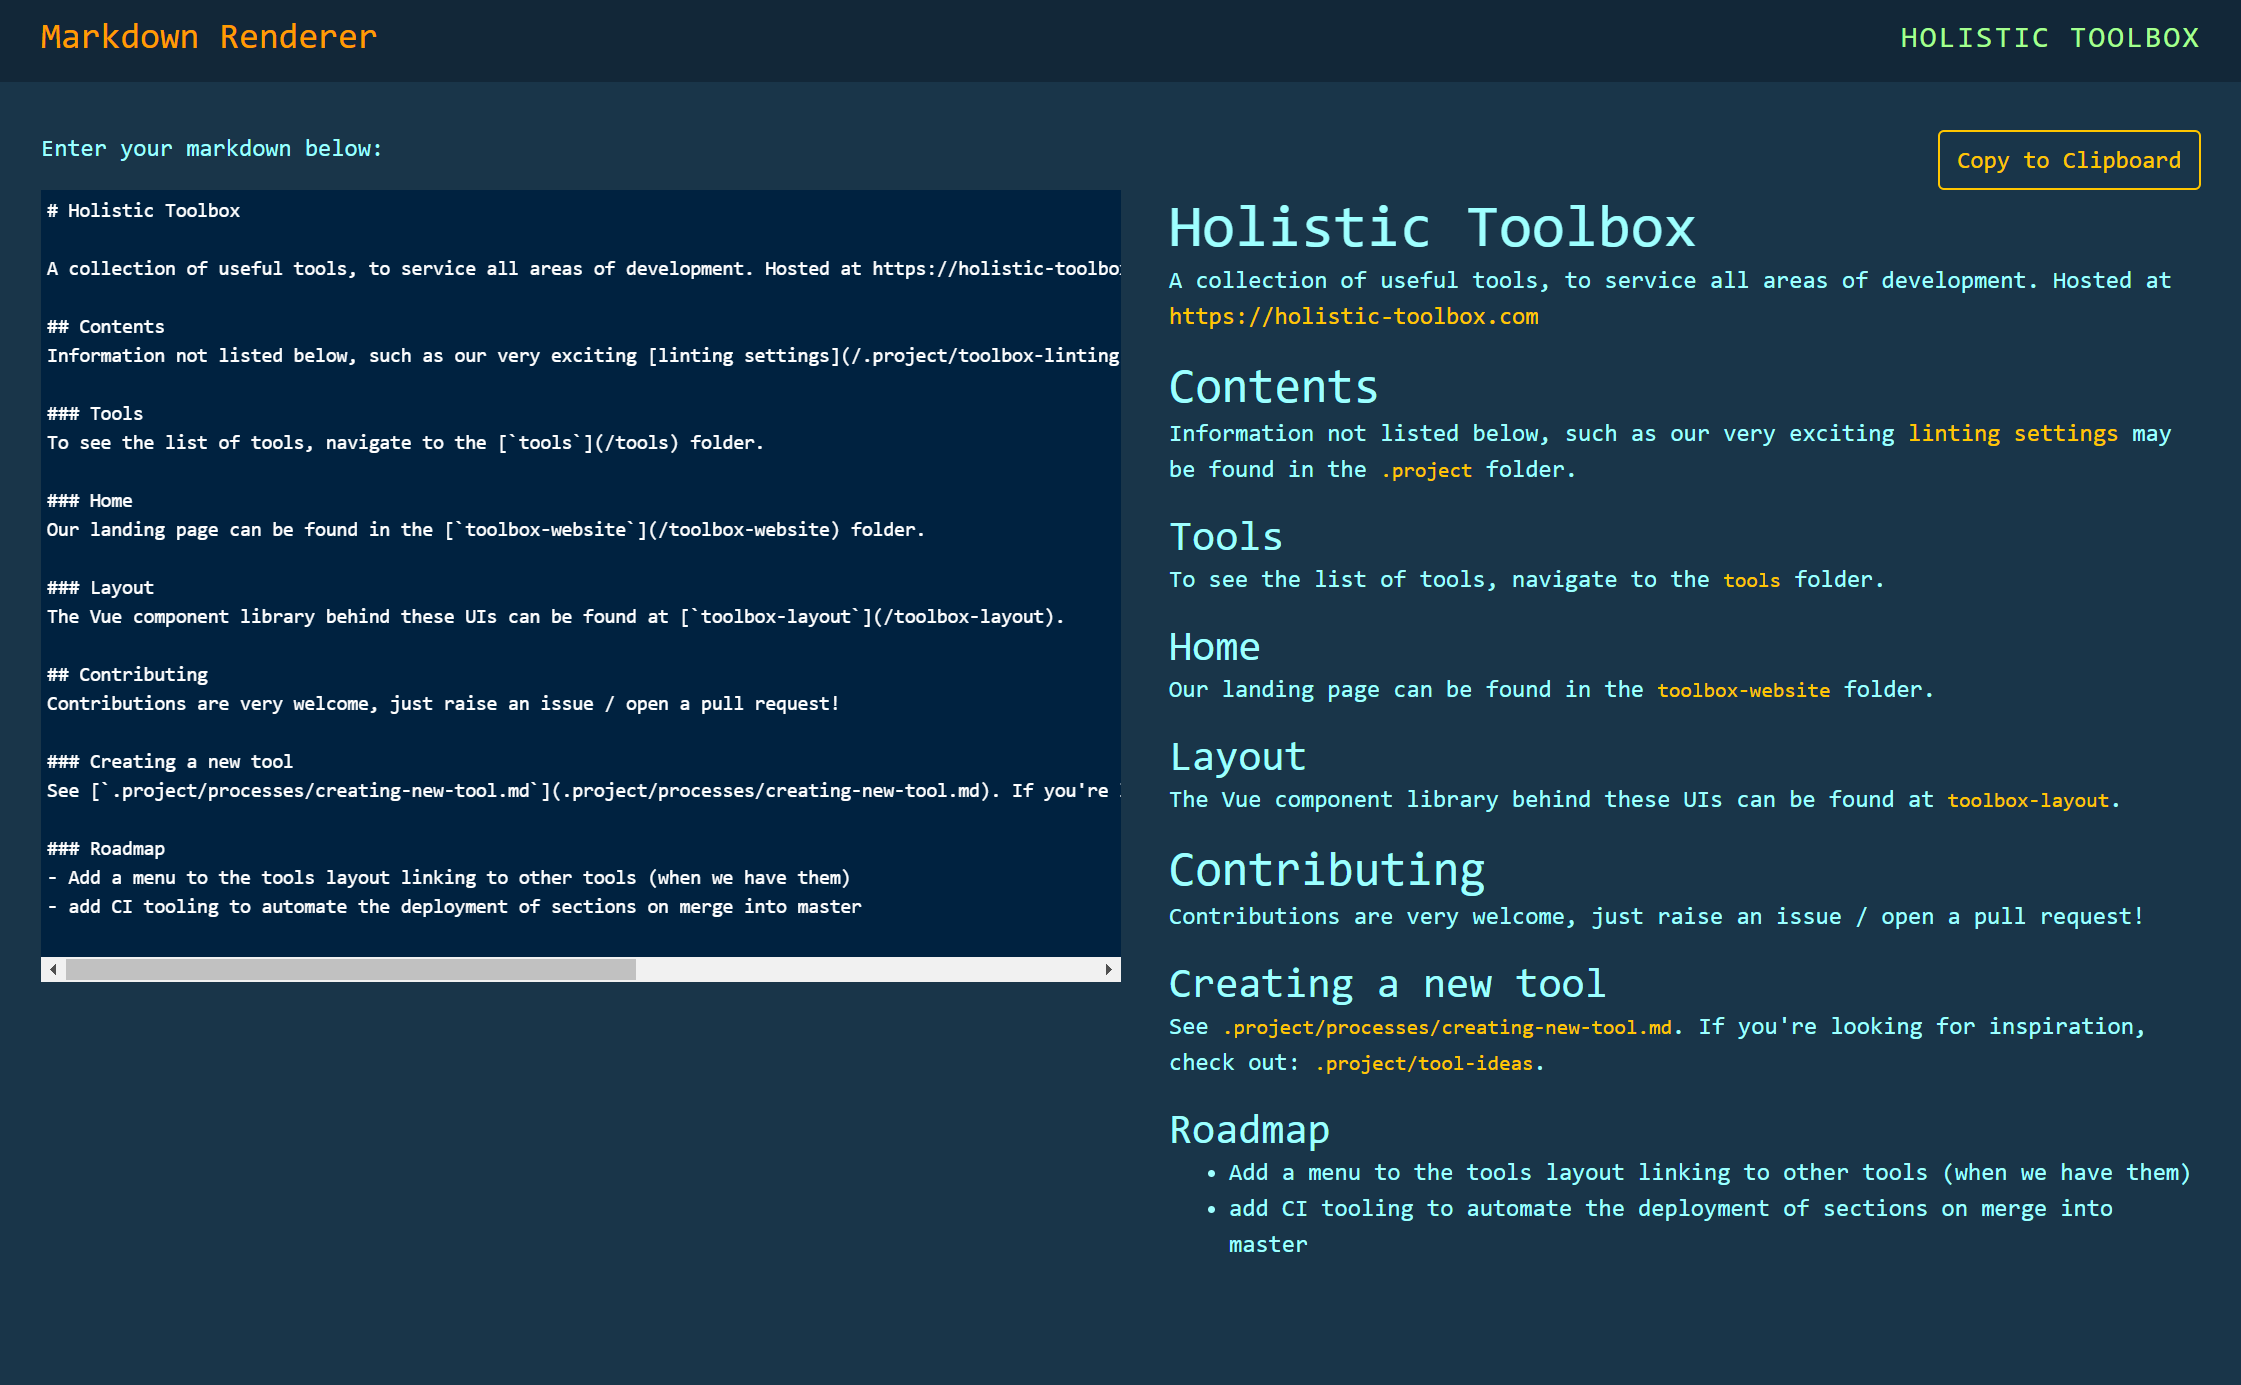 Markdown Renderer
HOLISTIC TOOLBOX
Enter your markdown below:
# Holistic Toolbox
A collection of useful tools, to service all areas of development. Hosted at https://holistic-toolbo
## Contents
Information not listed below, such as our very exciting [linting settings](/.project/toolbox-linting
### Tools
To see the list of tools, navigate to the [`tools`](/tools) folder.
### Home
Our landing page can be found in the [`toolbox-website`](/toolbox-website) folder.
### Layout
The Vue component library behind these UIs can be found at [`toolbox-layout`](/toolbox-layout).
## Contributing
Contributions are very welcome, just raise an issue / open a pull request!
### Creating a new tool
See [`.project/processes/creating-new-tool.md`](.project/processes/creating-new-tool.md). If you're
### Roadmap
- Add a menu to the tools layout linking to other tools (when we have them)
- add CI tooling to automate the deployment of sections on merge into master
Copy to Clipboard
Holistic Toolbox
A collection of useful tools, to service all areas of development. Hosted at
https://holistic-toolbox.com
Contents
Information not listed below, such as our very exciting linting settings may
be found in the .project folder.
Tools
To see the list of tools, navigate to the tools folder.
Home
Our landing page can be found in the toolbox-website folder.
Layout
The Vue component library behind these UIs can be found at toolbox-layout.
Contributing
Contributions are very welcome, just raise an issue / open a pull request!
Creating a new tool
See .project/processes/creating-new-tool.md. If you're looking for inspiration,
check out: .project/tool-ideas.
Roadmap
• Add a menu to the tools layout linking to other tools (when we have them)
• add CI tooling to automate the deployment of sections on merge into
master